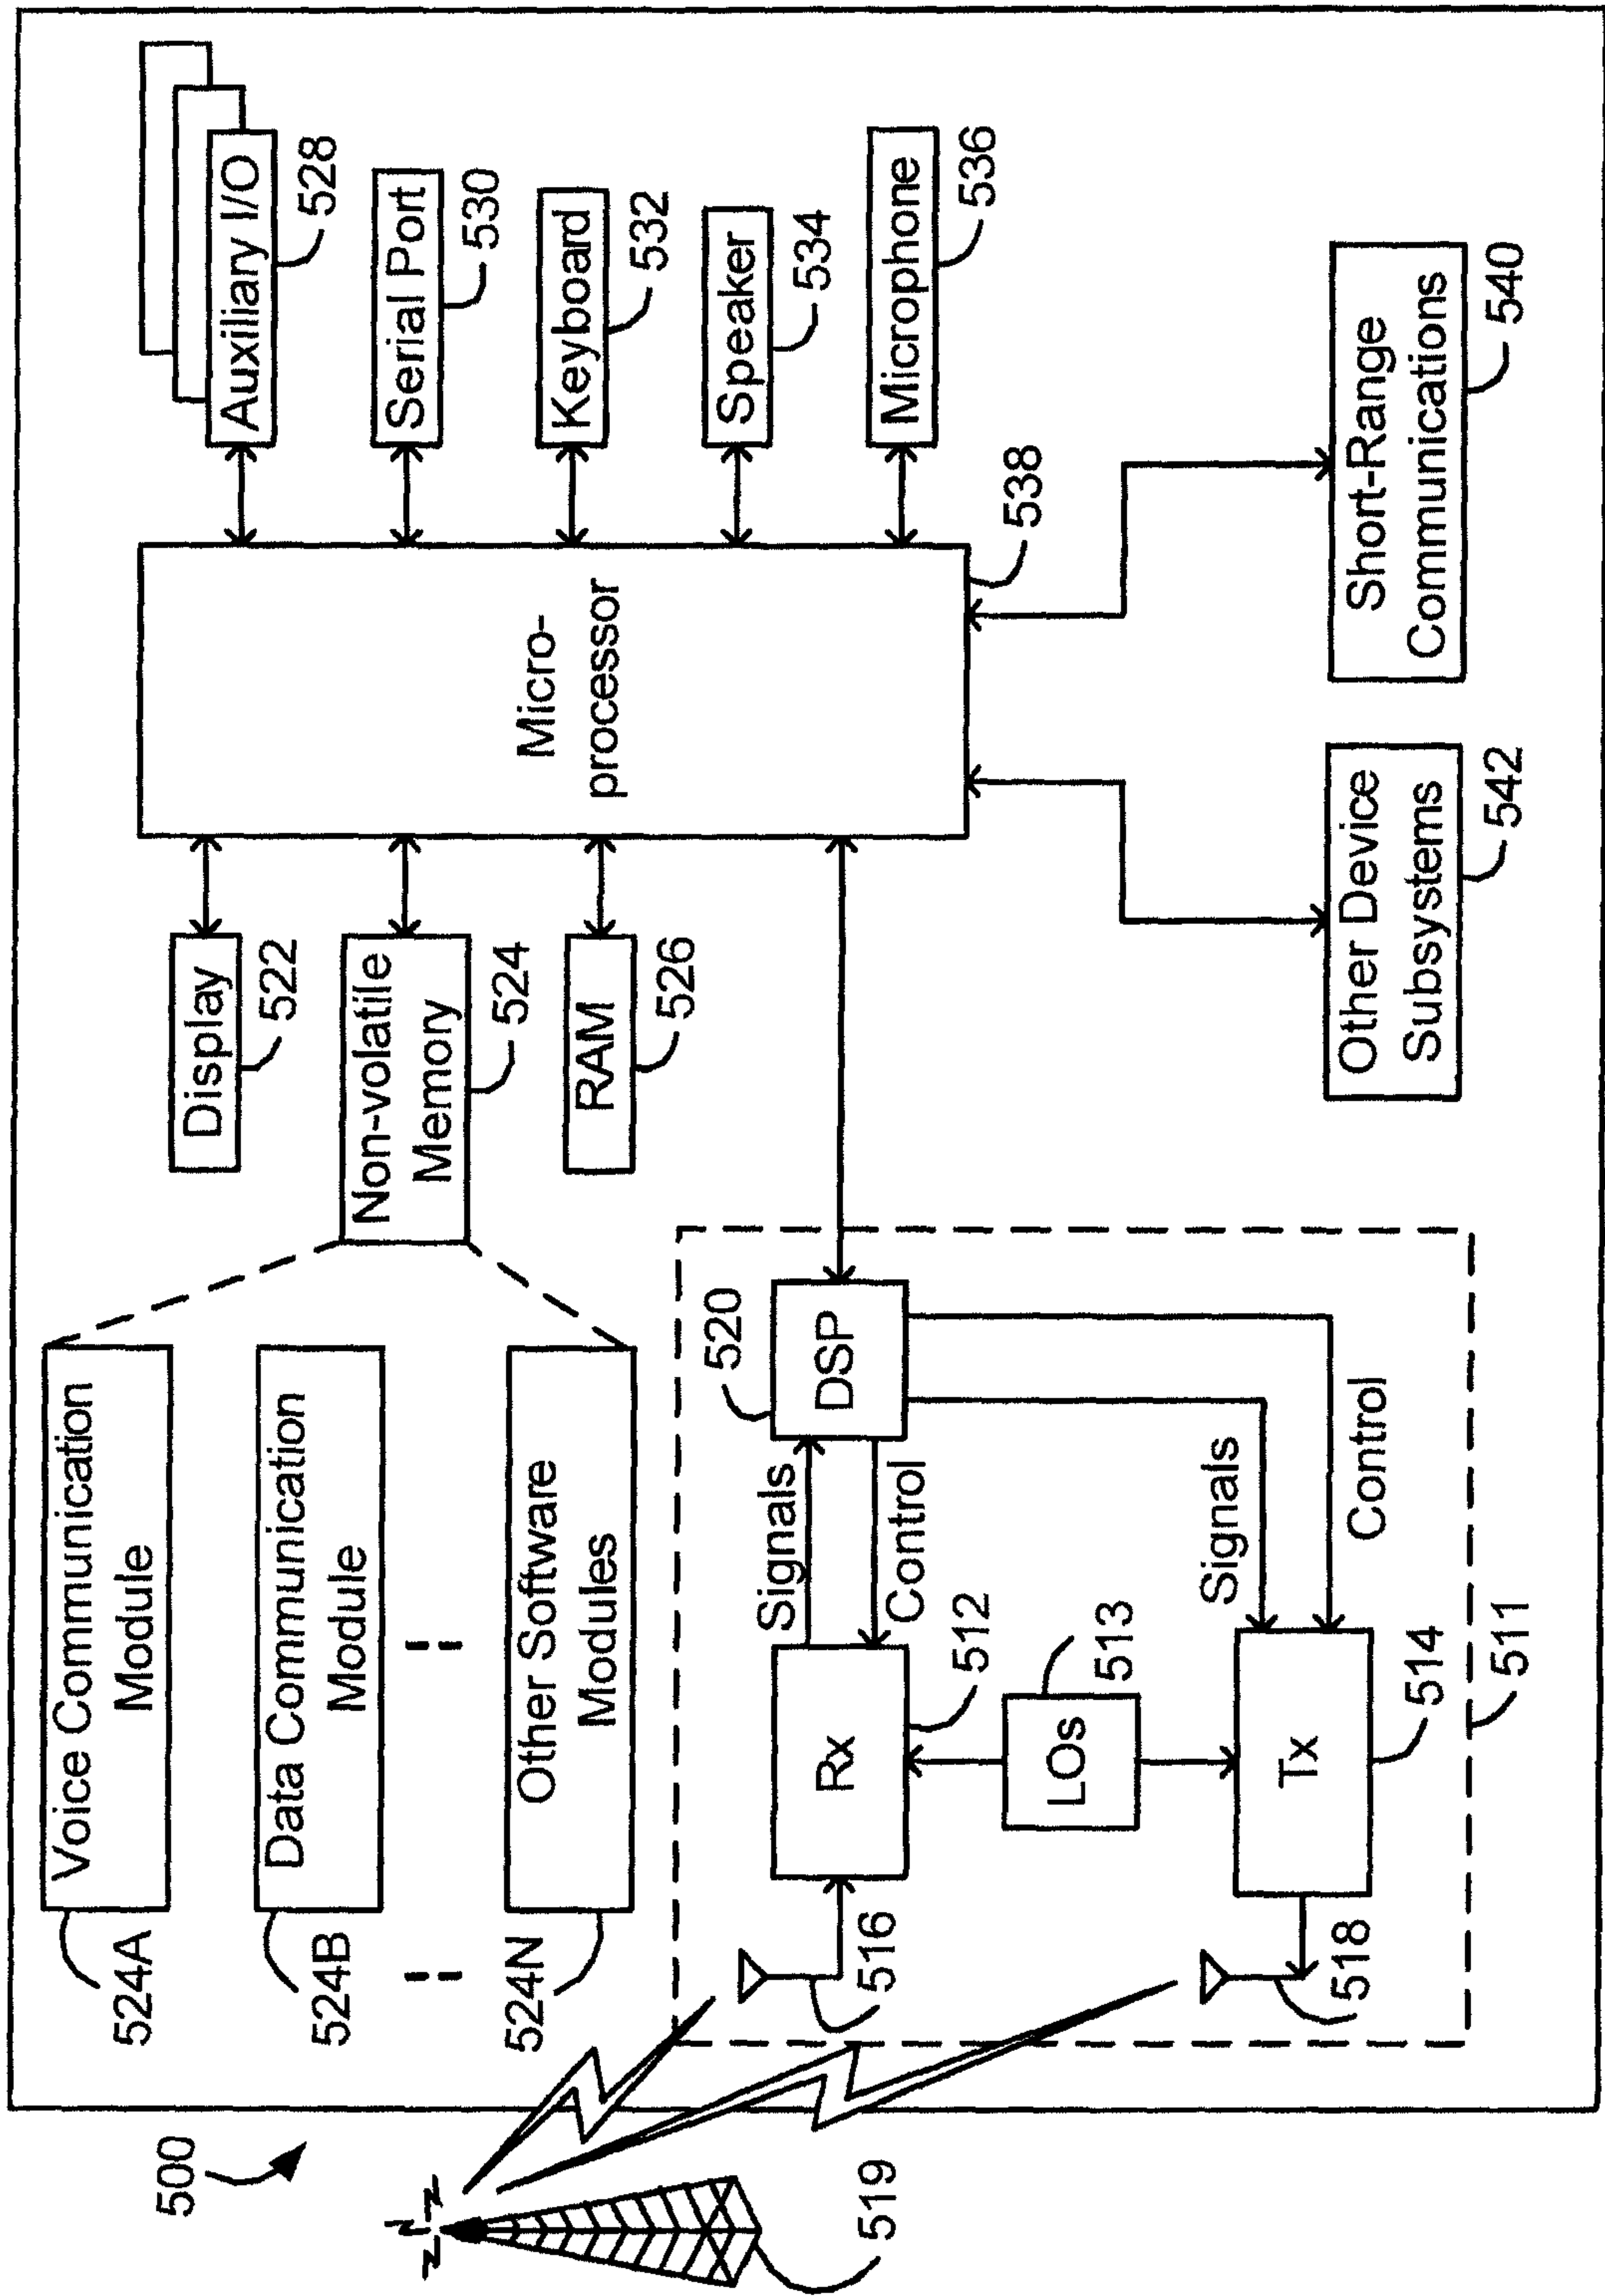 500
519
524A
Voice Communication
Module
524B
Data Communication
Module
524N
Other Software
Modules
Display
522
Non-volatile
Memory
524
RAM
526
Micro-
processor
538
Auxiliary I/O
528
Serial Port
530
Keyboard
532
Speaker
534
Microphone
536
Short-Range
Communications
540
Other Device
Subsystems
542
520
DSP
Signals
Control
Rx
512
516
LOs
513
Signals
Control
Tx
514
518
511